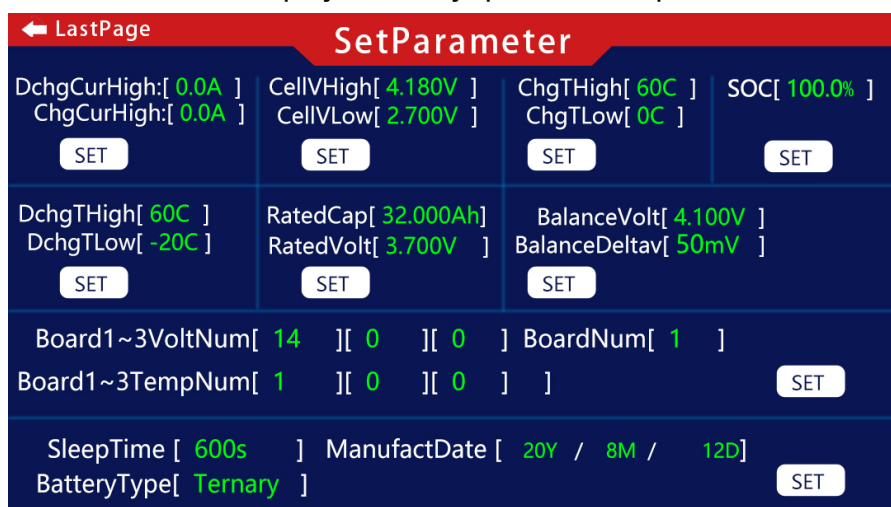 LastPage
SetParameter
DchgCurHigh:[ 0.0A ]
ChgCurHigh:[ 0.0A ]
SET
CellVHigh[ 4.180V ]
CellVLow[ 2.700V ]
SET
ChgTHigh[ 60C ]
ChgTLow[ 0C ]
SET
SOC[ 100.0% ]
SET
DchgTHigh[ 60C ]
DchgTLow[ -20C ]
SET
RatedCap[ 32.000Ah]
RatedVolt[ 3.700V ]
SET
BalanceVolt[ 4.100V ]
BalanceDeltav[ 50mV ]
SET
Board1~3VoltNum[ 14 ][ 0 ][ 0 ] BoardNum[ 1 ]
Board1~3TempNum[ 1 ][ 0 ][ 0 ] ]
SET
SleepTime [ 600s ] ManufactDate [ 20Y / 8M / 12D]
BatteryType[ Ternary ]
SET